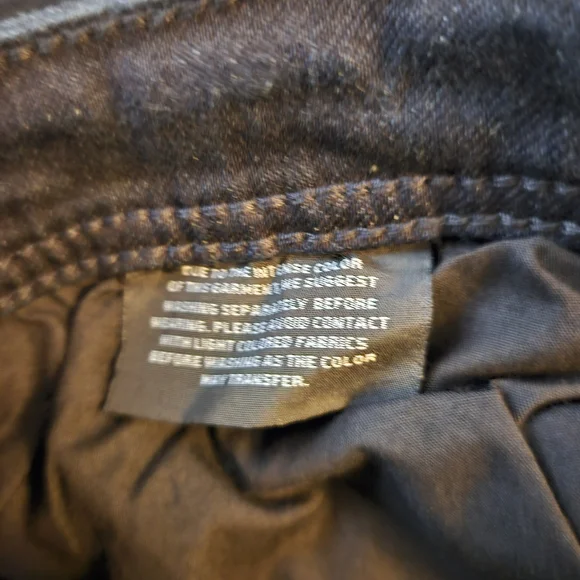 DUE TO THE INTENSE COLOR
OF THIS GARMENT WE SUGGEST
WASHING SEPARATELY BEFORE
WEARING. PLEASE AVOID CONTACT
WITH LIGHT COLORED FABRICS
BEFORE WASHING AS THE COLOR
MAY TRANSFER.